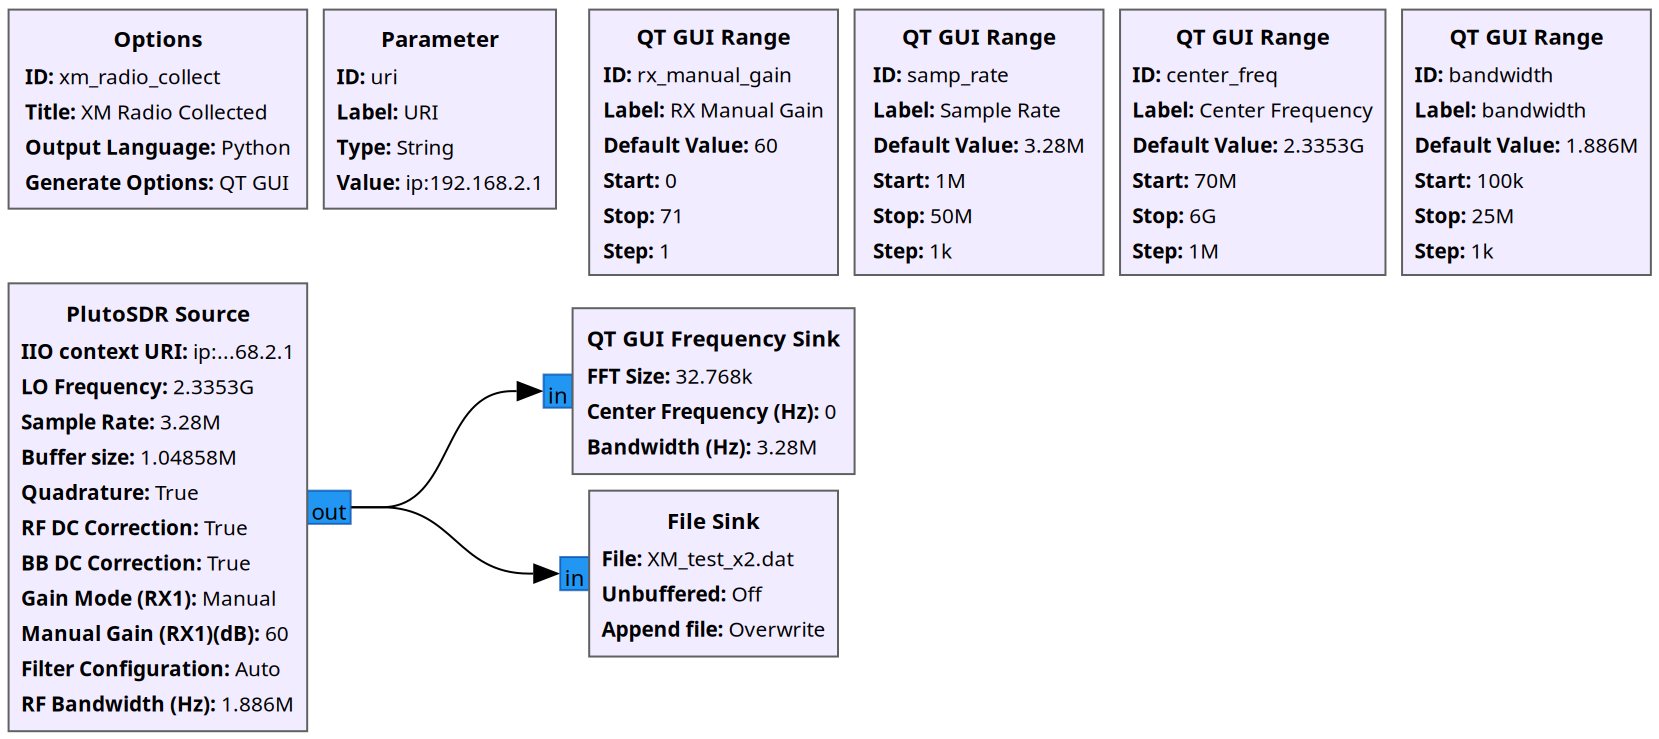 Options
ID: xm_radio_collect
Title: XM Radio Collected
Output Language: Python
Generate Options: QT GUI
Parameter
ID: uri
Label: URI
Type: String
Value: ip:192.168.2.1
QT GUI Range
ID: rx_manual_gain
Label: RX Manual Gain
Default Value: 60
Start: 0
Stop: 71
Step: 1
QT GUI Range
ID: samp_rate
Label: Sample Rate
Default Value: 3.28M
Start: 1M
Stop: 50M
Step: 1k
QT GUI Range
ID: center_freq
Label: Center Frequency
Default Value: 2.3353G
Start: 70M
Stop: 6G
Step: 1M
QT GUI Range
ID: bandwidth
Label: bandwidth
Default Value: 1.886M
Start: 100k
Stop: 25M
Step: 1k
PlutoSDR Source
IIO context URI: ip:...68.2.1
LO Frequency: 2.3353G
Sample Rate: 3.28M
Buffer size: 1.04858M
Quadrature: True
RF DC Correction: True
BB DC Correction: True
Gain Mode (RX1): Manual
Manual Gain (RX1)(dB): 60
Filter Configuration: Auto
RF Bandwidth (Hz): 1.886M
out
in
QT GUI Frequency Sink
FFT Size: 32.768k
Center Frequency (Hz): 0
Bandwidth (Hz): 3.28M
in
File Sink
File: XM_test_x2.dat
Unbuffered: Off
Append file: Overwrite